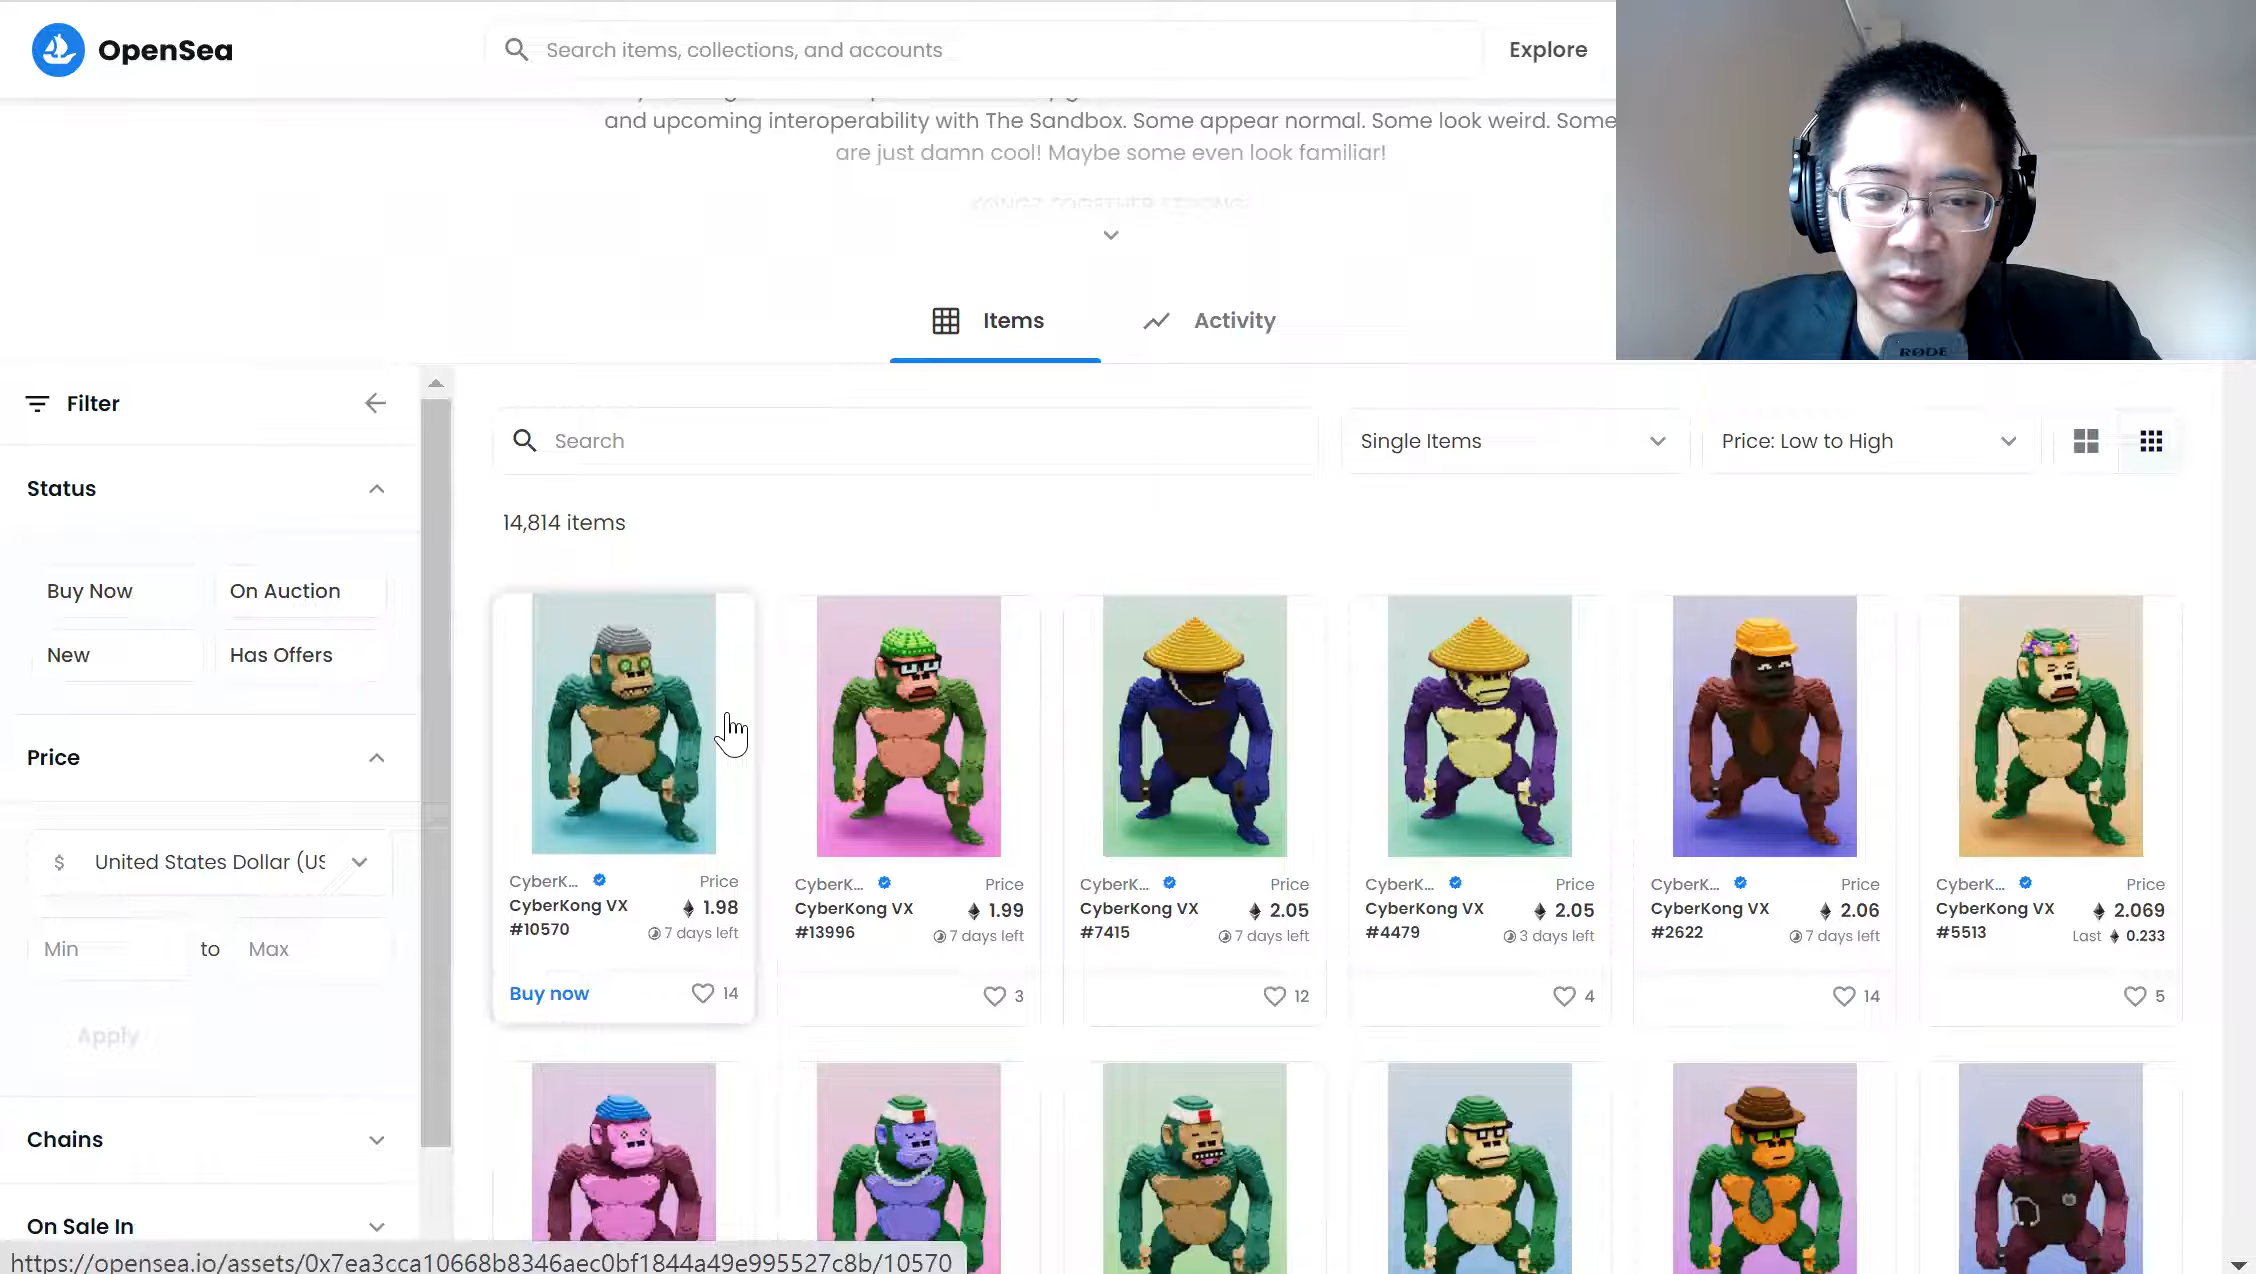 OpenSea
Search items, collections, and accounts
Explore
and upcoming interoperability with The Sandbox. Some appear normal. Some look weird. Some
are just damn cool! Maybe some even look familiar!
Items
Activity
RØDE
Filter
Search
Single Items
Price: Low to High
Status
14,814 items
Buy Now
On Auction
New
Has Offers
Price
$ United States Dollar (US
Min to Max
Apply
Chains
On Sale In
CyberK... Price
CyberKong VX 1.98
#10570 7 days left
Buy now 14
CyberK... Price
CyberKong VX 1.99
#13996 7 days left
3
CyberK... Price
CyberKong VX 2.05
#7415 7 days left
12
CyberK... Price
CyberKong VX 2.05
#4479 3 days left
4
CyberK... Price
CyberKong VX 2.06
#2622 7 days left
14
CyberK... Price
CyberKong VX 2.069
#5513 Last 0.233
5
https://opensea.io/assets/0x7ea3cca10668b8346aec0bf1844a49e995527c8b/10570